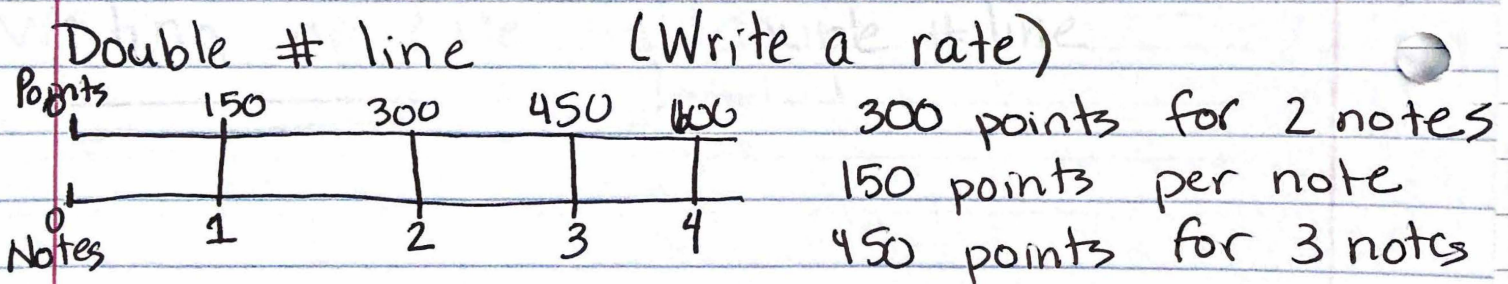 Double # line (Write a rate)
Points
0 150 300 450 600
300 points for 2 notes
150 points per note
0 1 2 3 4
Notes
450 points for 3 notes